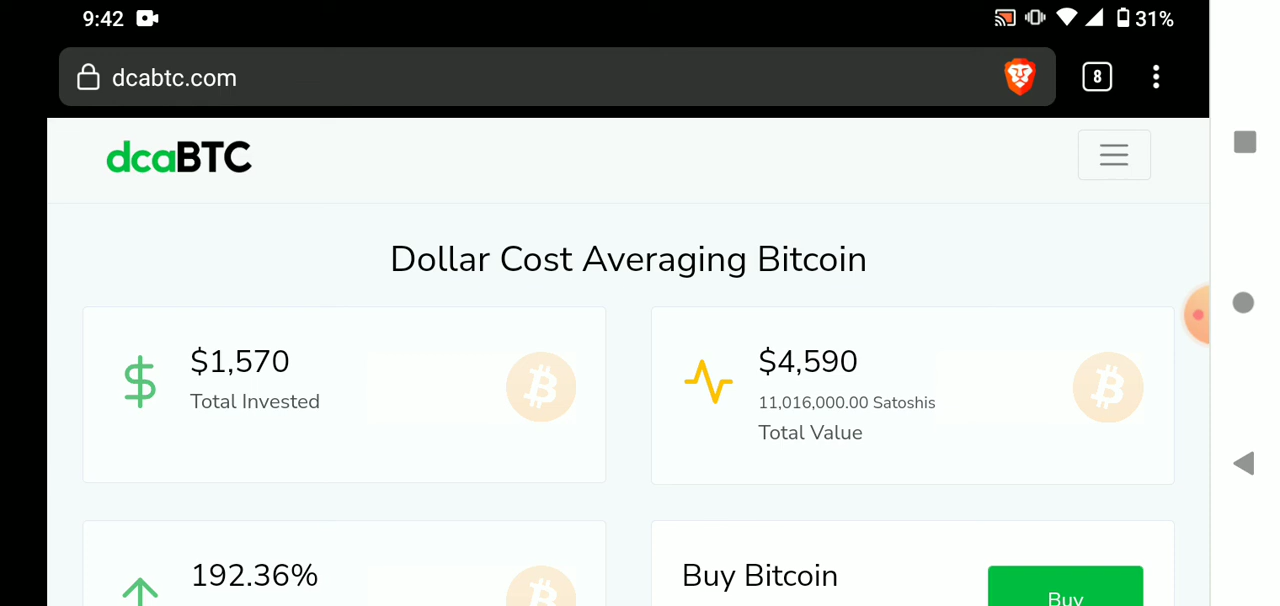 9:42
31%
dcabtc.com
8
dcaBTC
Dollar Cost Averaging Bitcoin
$1,570
Total Invested
$4,590
11,016,000.00 Satoshis
Total Value
192.36%
Buy Bitcoin
Buy